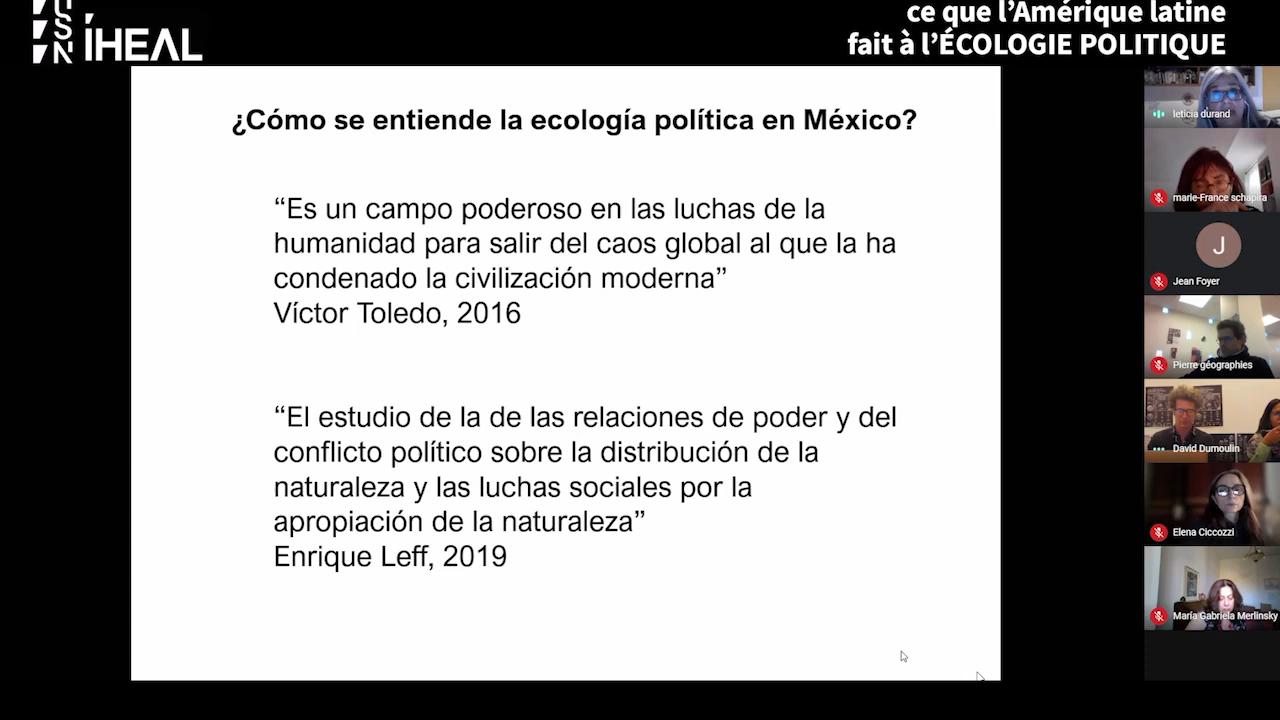 USN
ÍHEAL
ce que l'Amérique latine
fait à l'ÉCOLOGIE POLITIQUE
¿Cómo se entiende la ecología política en México?
“Es un campo poderoso en las luchas de la
humanidad para salir del caos global al que la ha
condenado la civilización moderna”
Víctor Toledo, 2016
“El estudio de la de las relaciones de poder y del
conflicto político sobre la distribución de la
naturaleza y las luchas sociales por la
apropiación de la naturaleza”
Enrique Leff, 2019
leticia durand
marie-France schapira
J
Jean Foyer
Pierre géographies
David Dumoulin
Elena Ciccozzi
María Gabriela Merlinsky